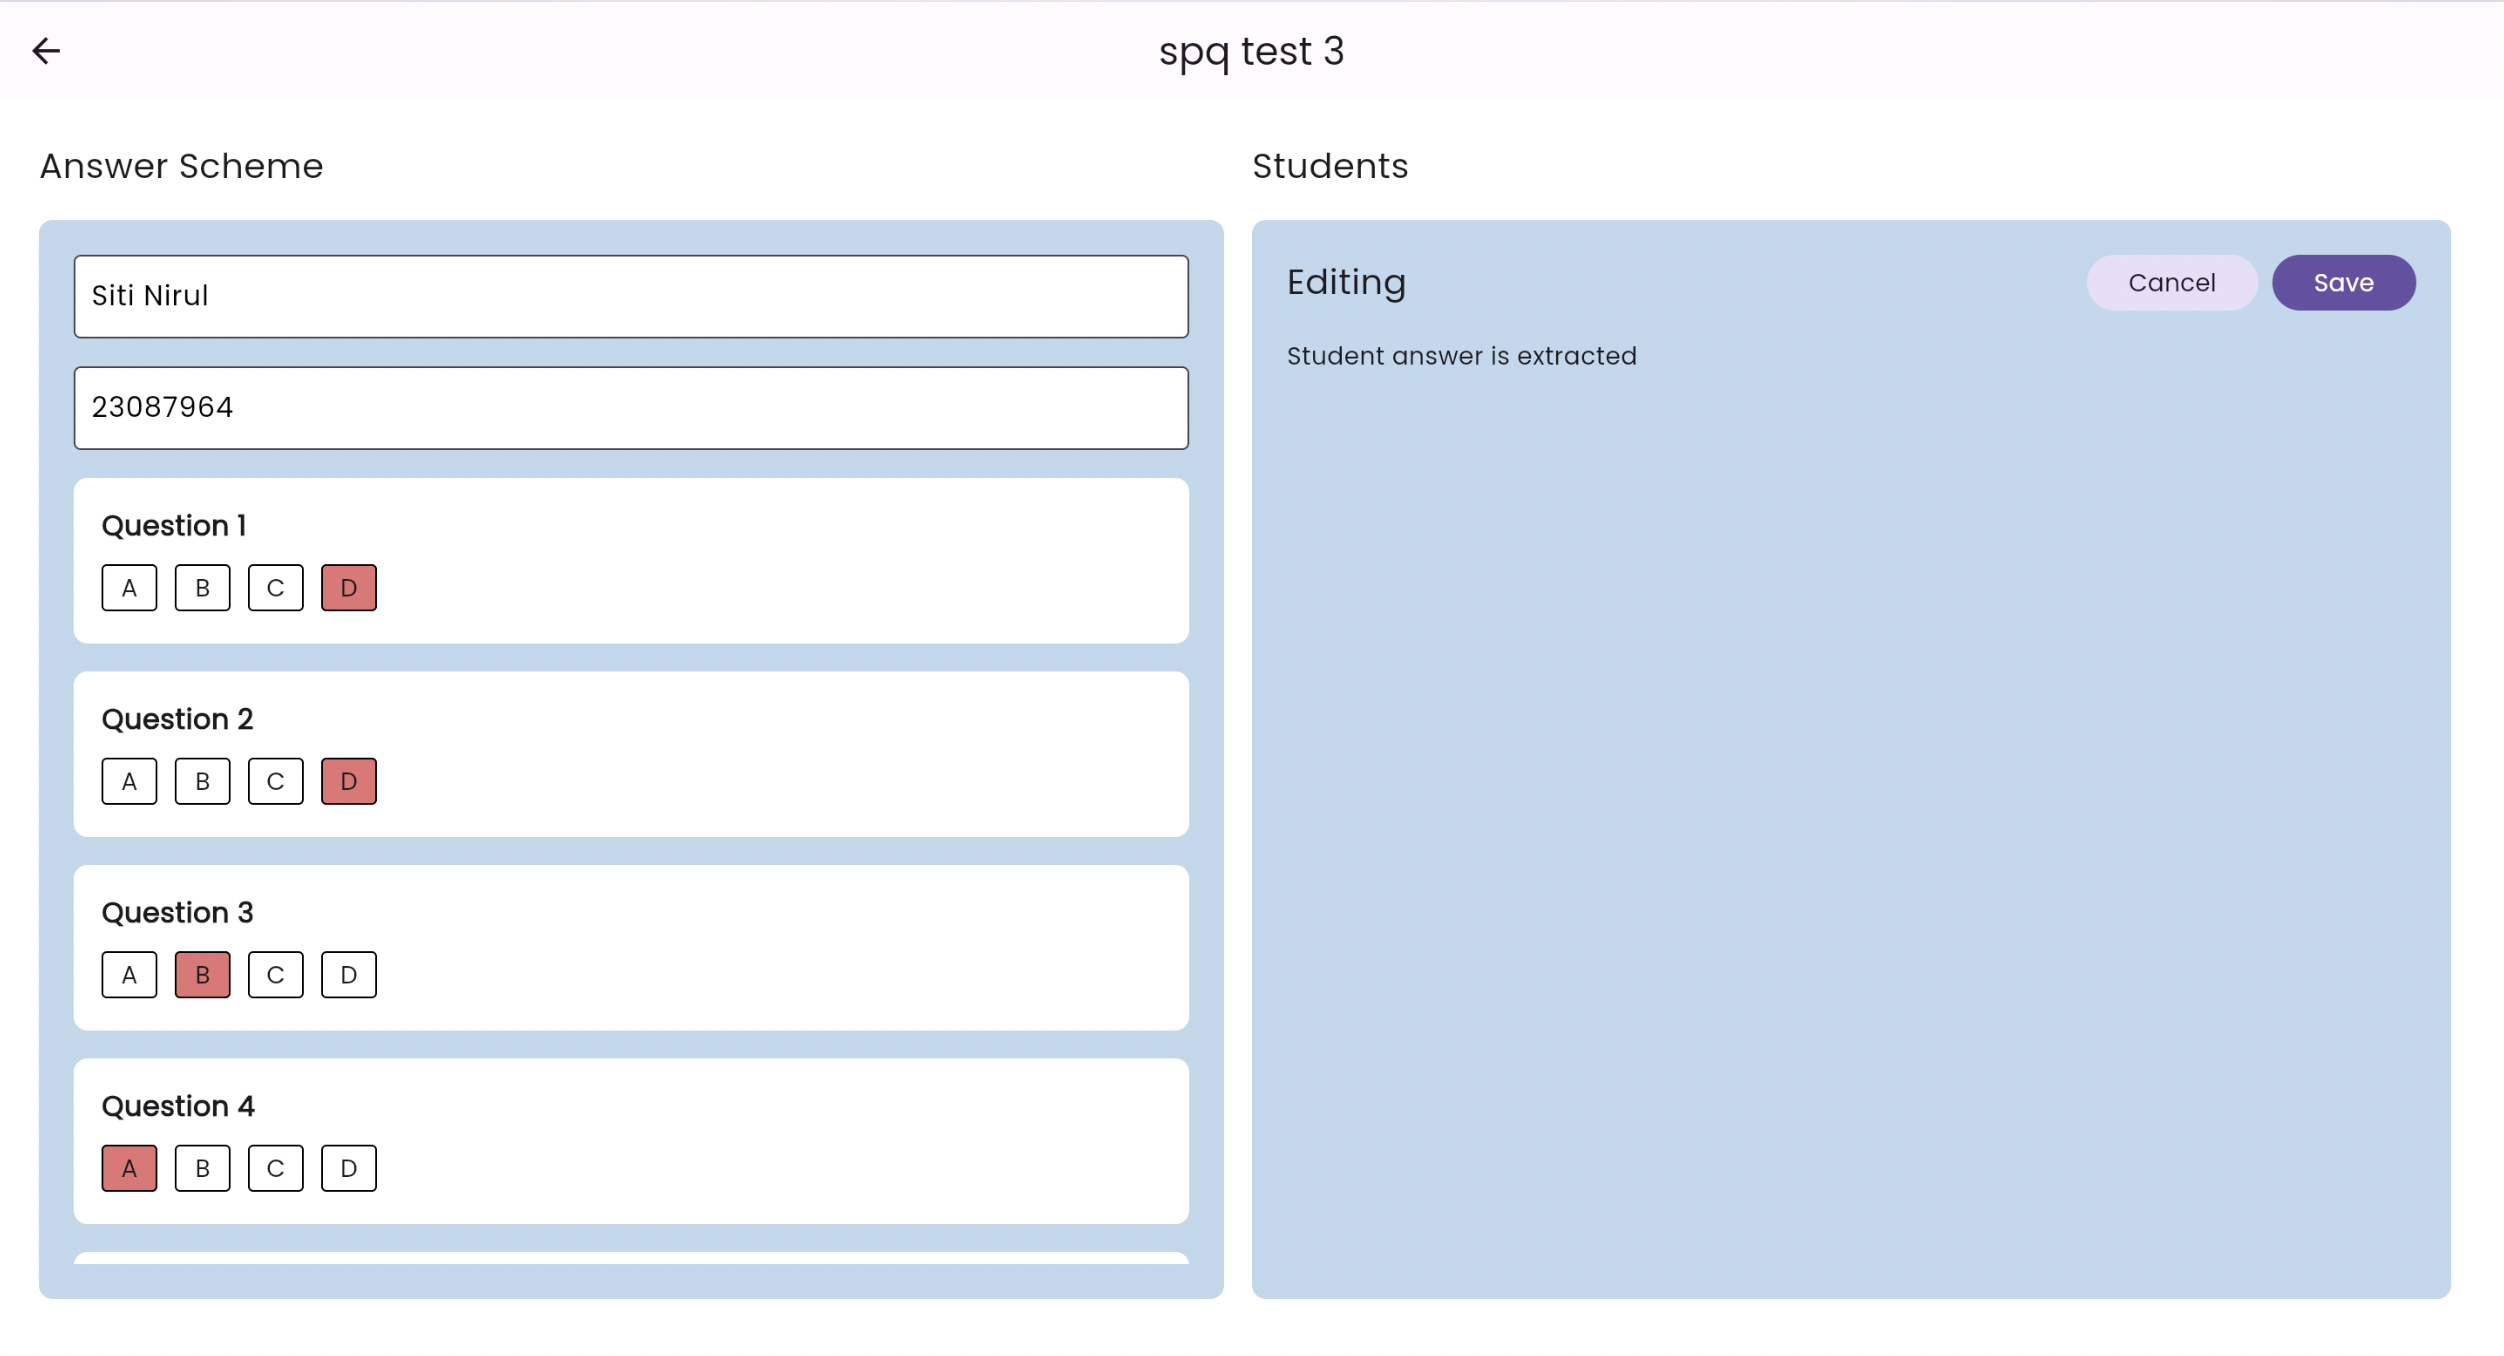 spq test 3
Answer Scheme
Siti Nirul
23087964
Question 1
A B C D
Question 2
A B C D
Question 3
A B C D
Question 4
A B C D
Students
Editing
Cancel
Save
Student answer is extracted